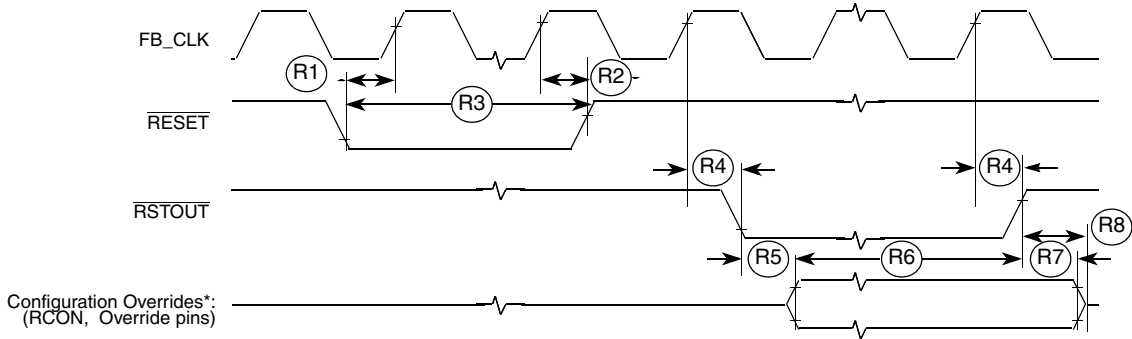 FB_CLK
R1
R2
R3
RESET
R4
R4
RSTOUT
R8
R5
R6
R7
Configuration Overrides*:
(RCON, Override pins)